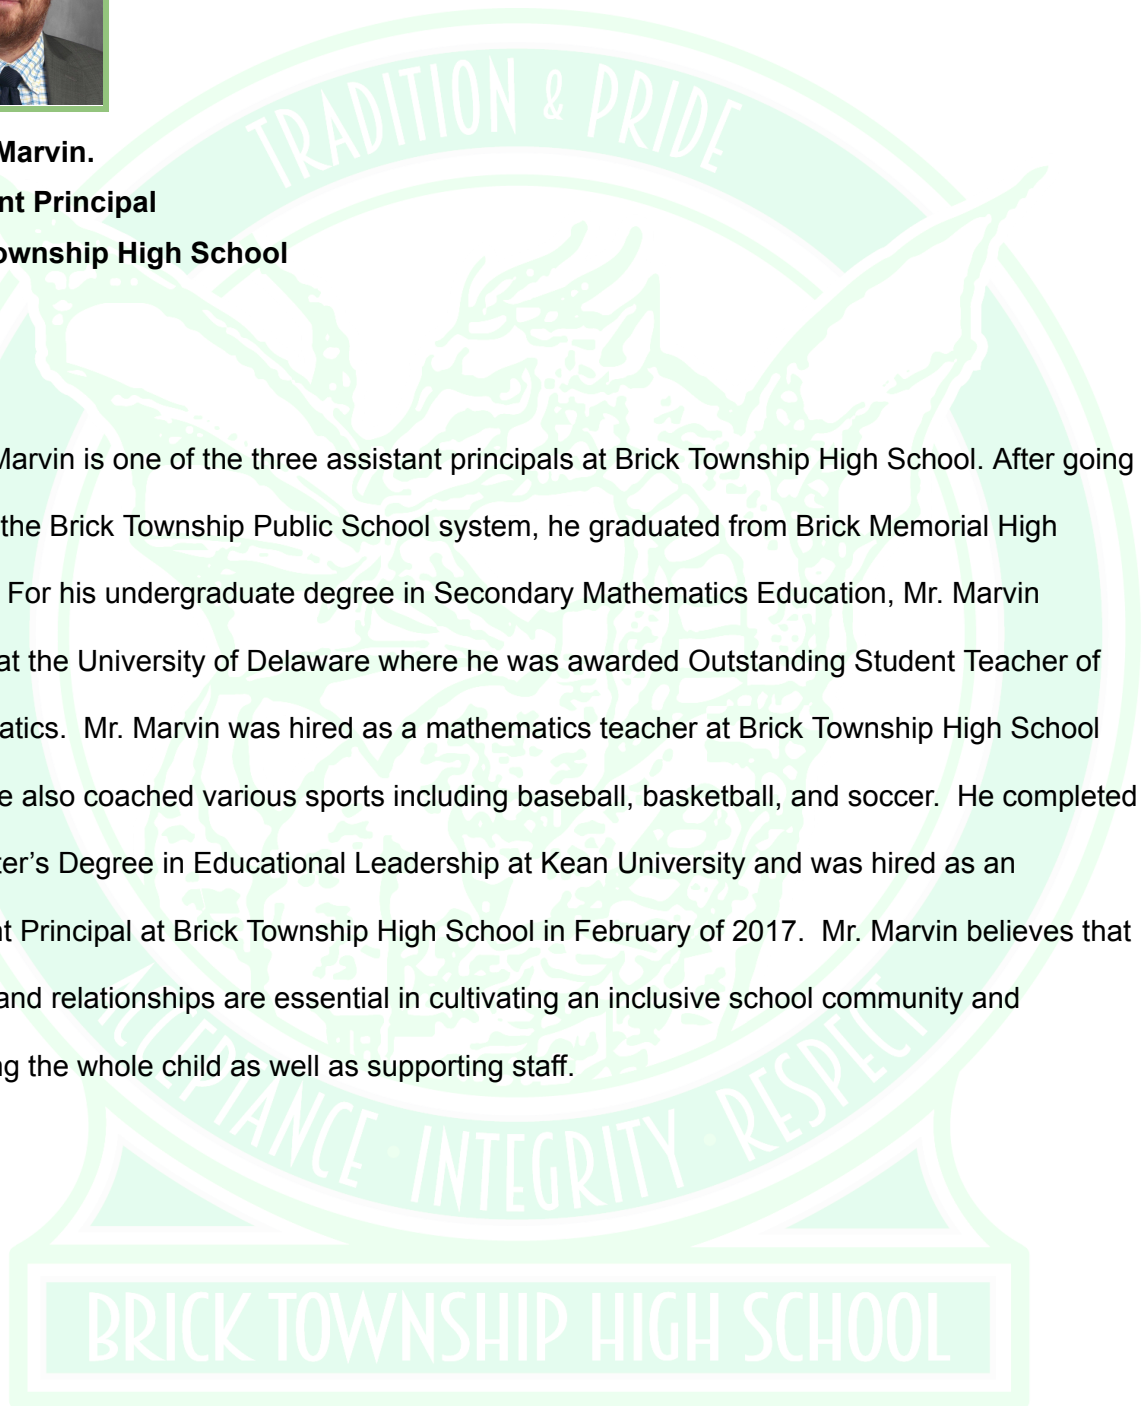 Marvin.
nt Principal
ownship High School
TRADITION & PRIDE
Marvin is one of the three assistant principals at Brick Township High School. After going
the Brick Township Public School system, he graduated from Brick Memorial High
For his undergraduate degree in Secondary Mathematics Education, Mr. Marvin
at the University of Delaware where he was awarded Outstanding Student Teacher of
atics.  Mr. Marvin was hired as a mathematics teacher at Brick Township High School
e also coached various sports including baseball, basketball, and soccer.  He completed
ter’s Degree in Educational Leadership at Kean University and was hired as an
nt Principal at Brick Township High School in February of 2017.  Mr. Marvin believes that
and relationships are essential in cultivating an inclusive school community and
ng the whole child as well as supporting staff.
ACCEPTANCE · INTEGRITY · RESPECT
BRICK TOWNSHIP HIGH SCHOOL